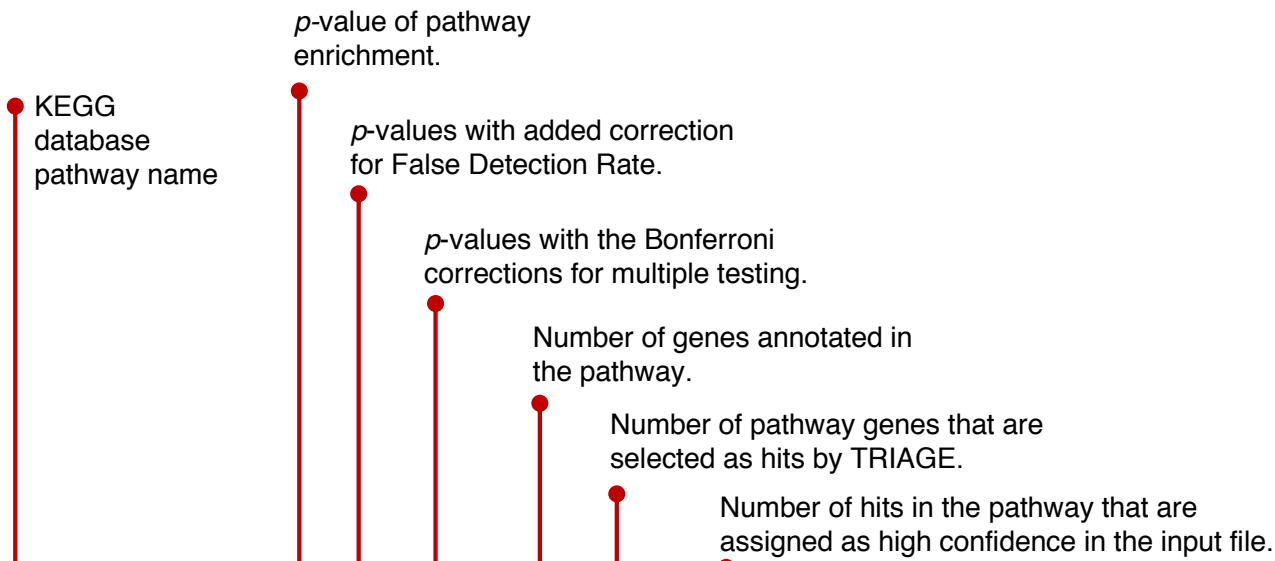 p-value of pathway
enrichment.
KEGG
database
pathway name
p-values with added correction
for False Detection Rate.
p-values with the Bonferroni
corrections for multiple testing.
Number of genes annotated in
the pathway.
Number of pathway genes that are
selected as hits by TRIAGE.
Number of hits in the pathway that are
assigned as high confidence in the input file.